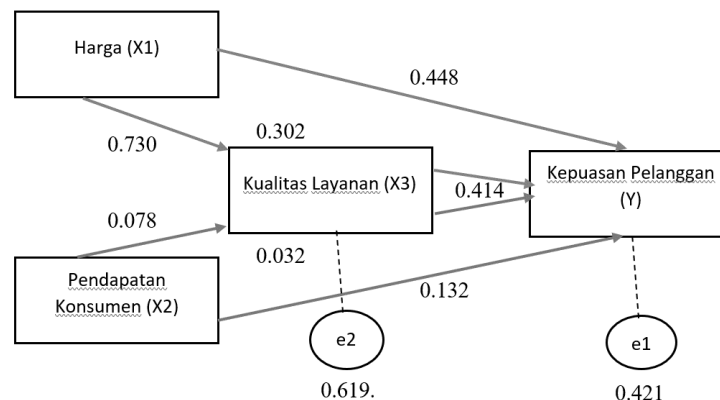 Harga (X1)
0.448
0.730
0.302
Kualitas Layanan (X3)
0.414
Kepuasan Pelanggan
(Y)
0.078
0.032
Pendapatan
Konsumen (X2)
0.132
e2
e1
0.619.
0.421